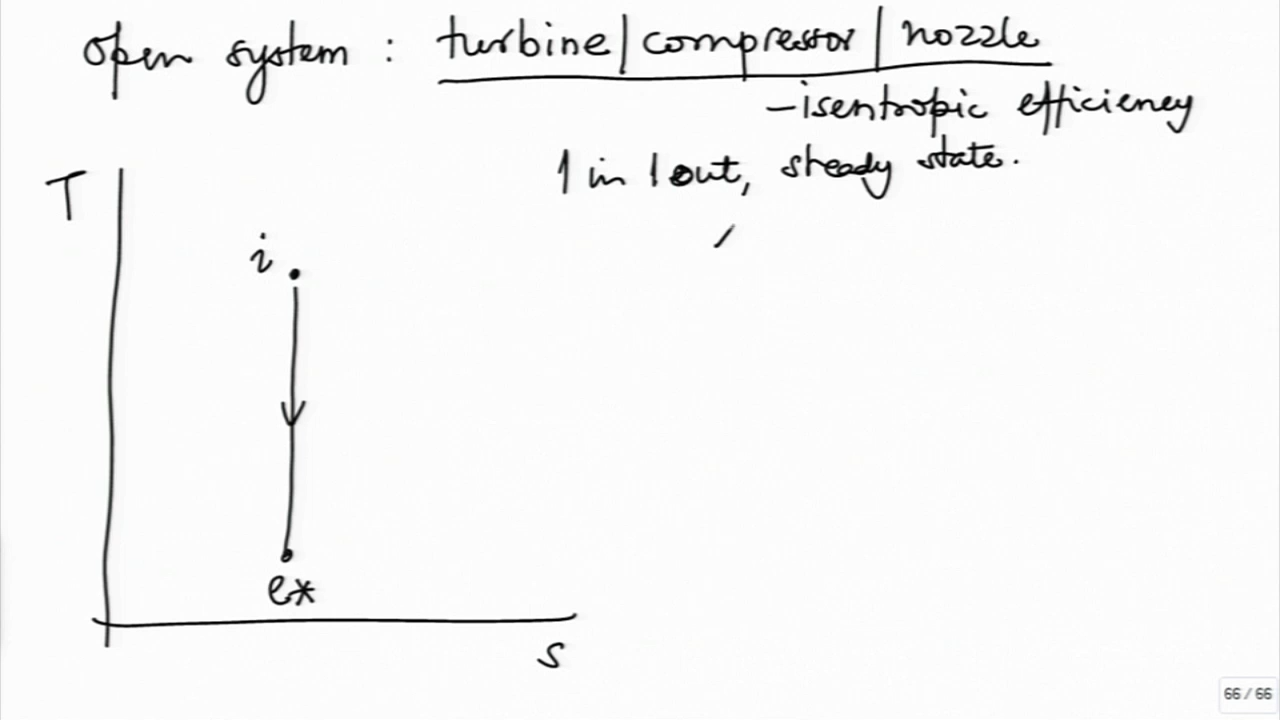 open system : turbine/compressor/nozzle
- isentropic efficiency
1 in 1 out, steady state.
T
i
e*
s
66 / 66